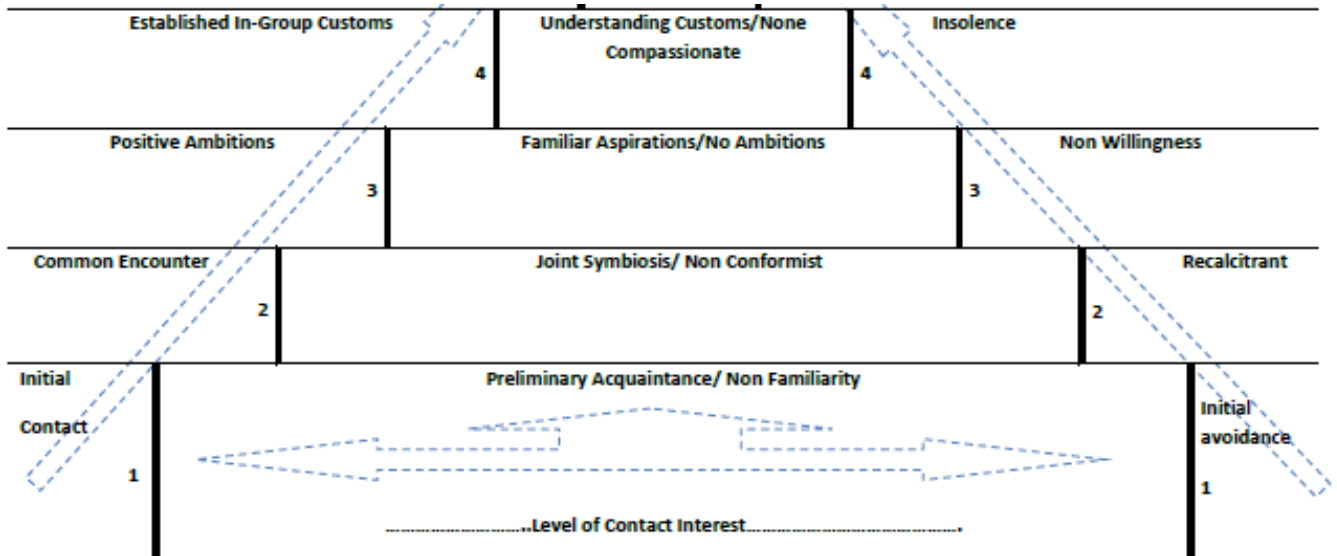 Established In-Group Customs
Understanding Customs/None
Compassionate
Insolence
4
4
Positive Ambitions
Familiar Aspirations/No Ambitions
Non Willingness
3
3
Common Encounter
Joint Symbiosis/ Non Conformist
Recalcitrant
2
2
Initial
Contact
Preliminary Acquaintance/ Non Familiarity
Initial
avoidance
1
1
............................Level of Contact Interest............................................